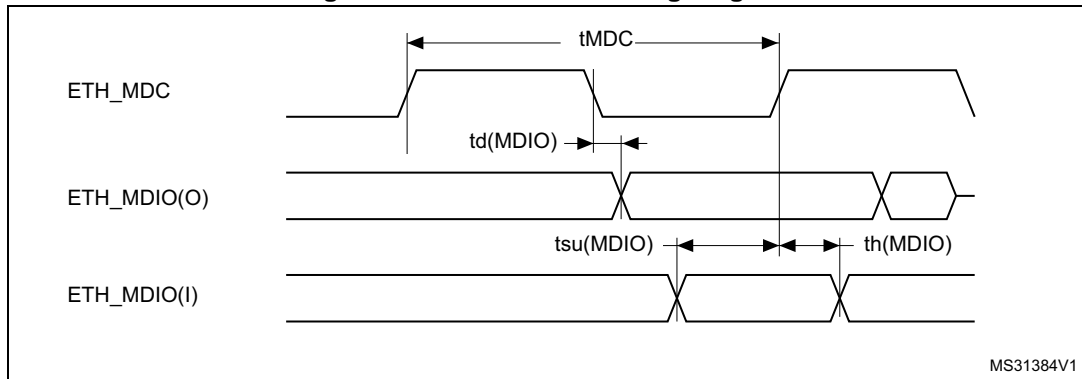 tMDC
ETH_MDC
td(MDIO)
ETH_MDIO(O)
tsu(MDIO)
th(MDIO)
ETH_MDIO(I)
MS31384V1